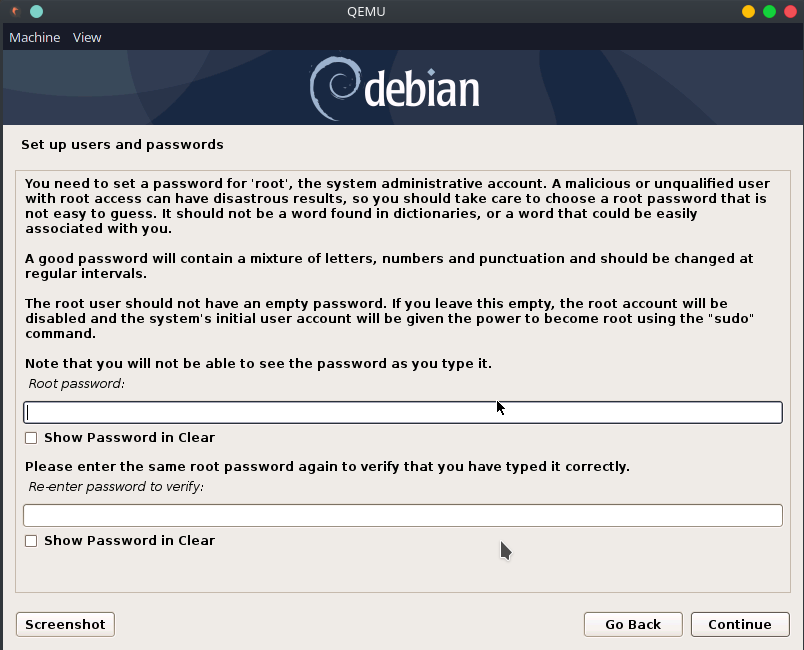 QEMU
Machine View
debian
Set up users and passwords
You need to set a password for 'root', the system administrative account. A malicious or unqualified user
with root access can have disastrous results, so you should take care to choose a root password that is
not easy to guess. It should not be a word found in dictionaries, or a word that could be easily
associated with you.
A good password will contain a mixture of letters, numbers and punctuation and should be changed at
regular intervals.
The root user should not have an empty password. If you leave this empty, the root account will be
disabled and the system's initial user account will be given the power to become root using the "sudo"
command.
Note that you will not be able to see the password as you type it.
Root password:
Show Password in Clear
Please enter the same root password again to verify that you have typed it correctly.
Re-enter password to verify:
Show Password in Clear
Screenshot Go Back Continue